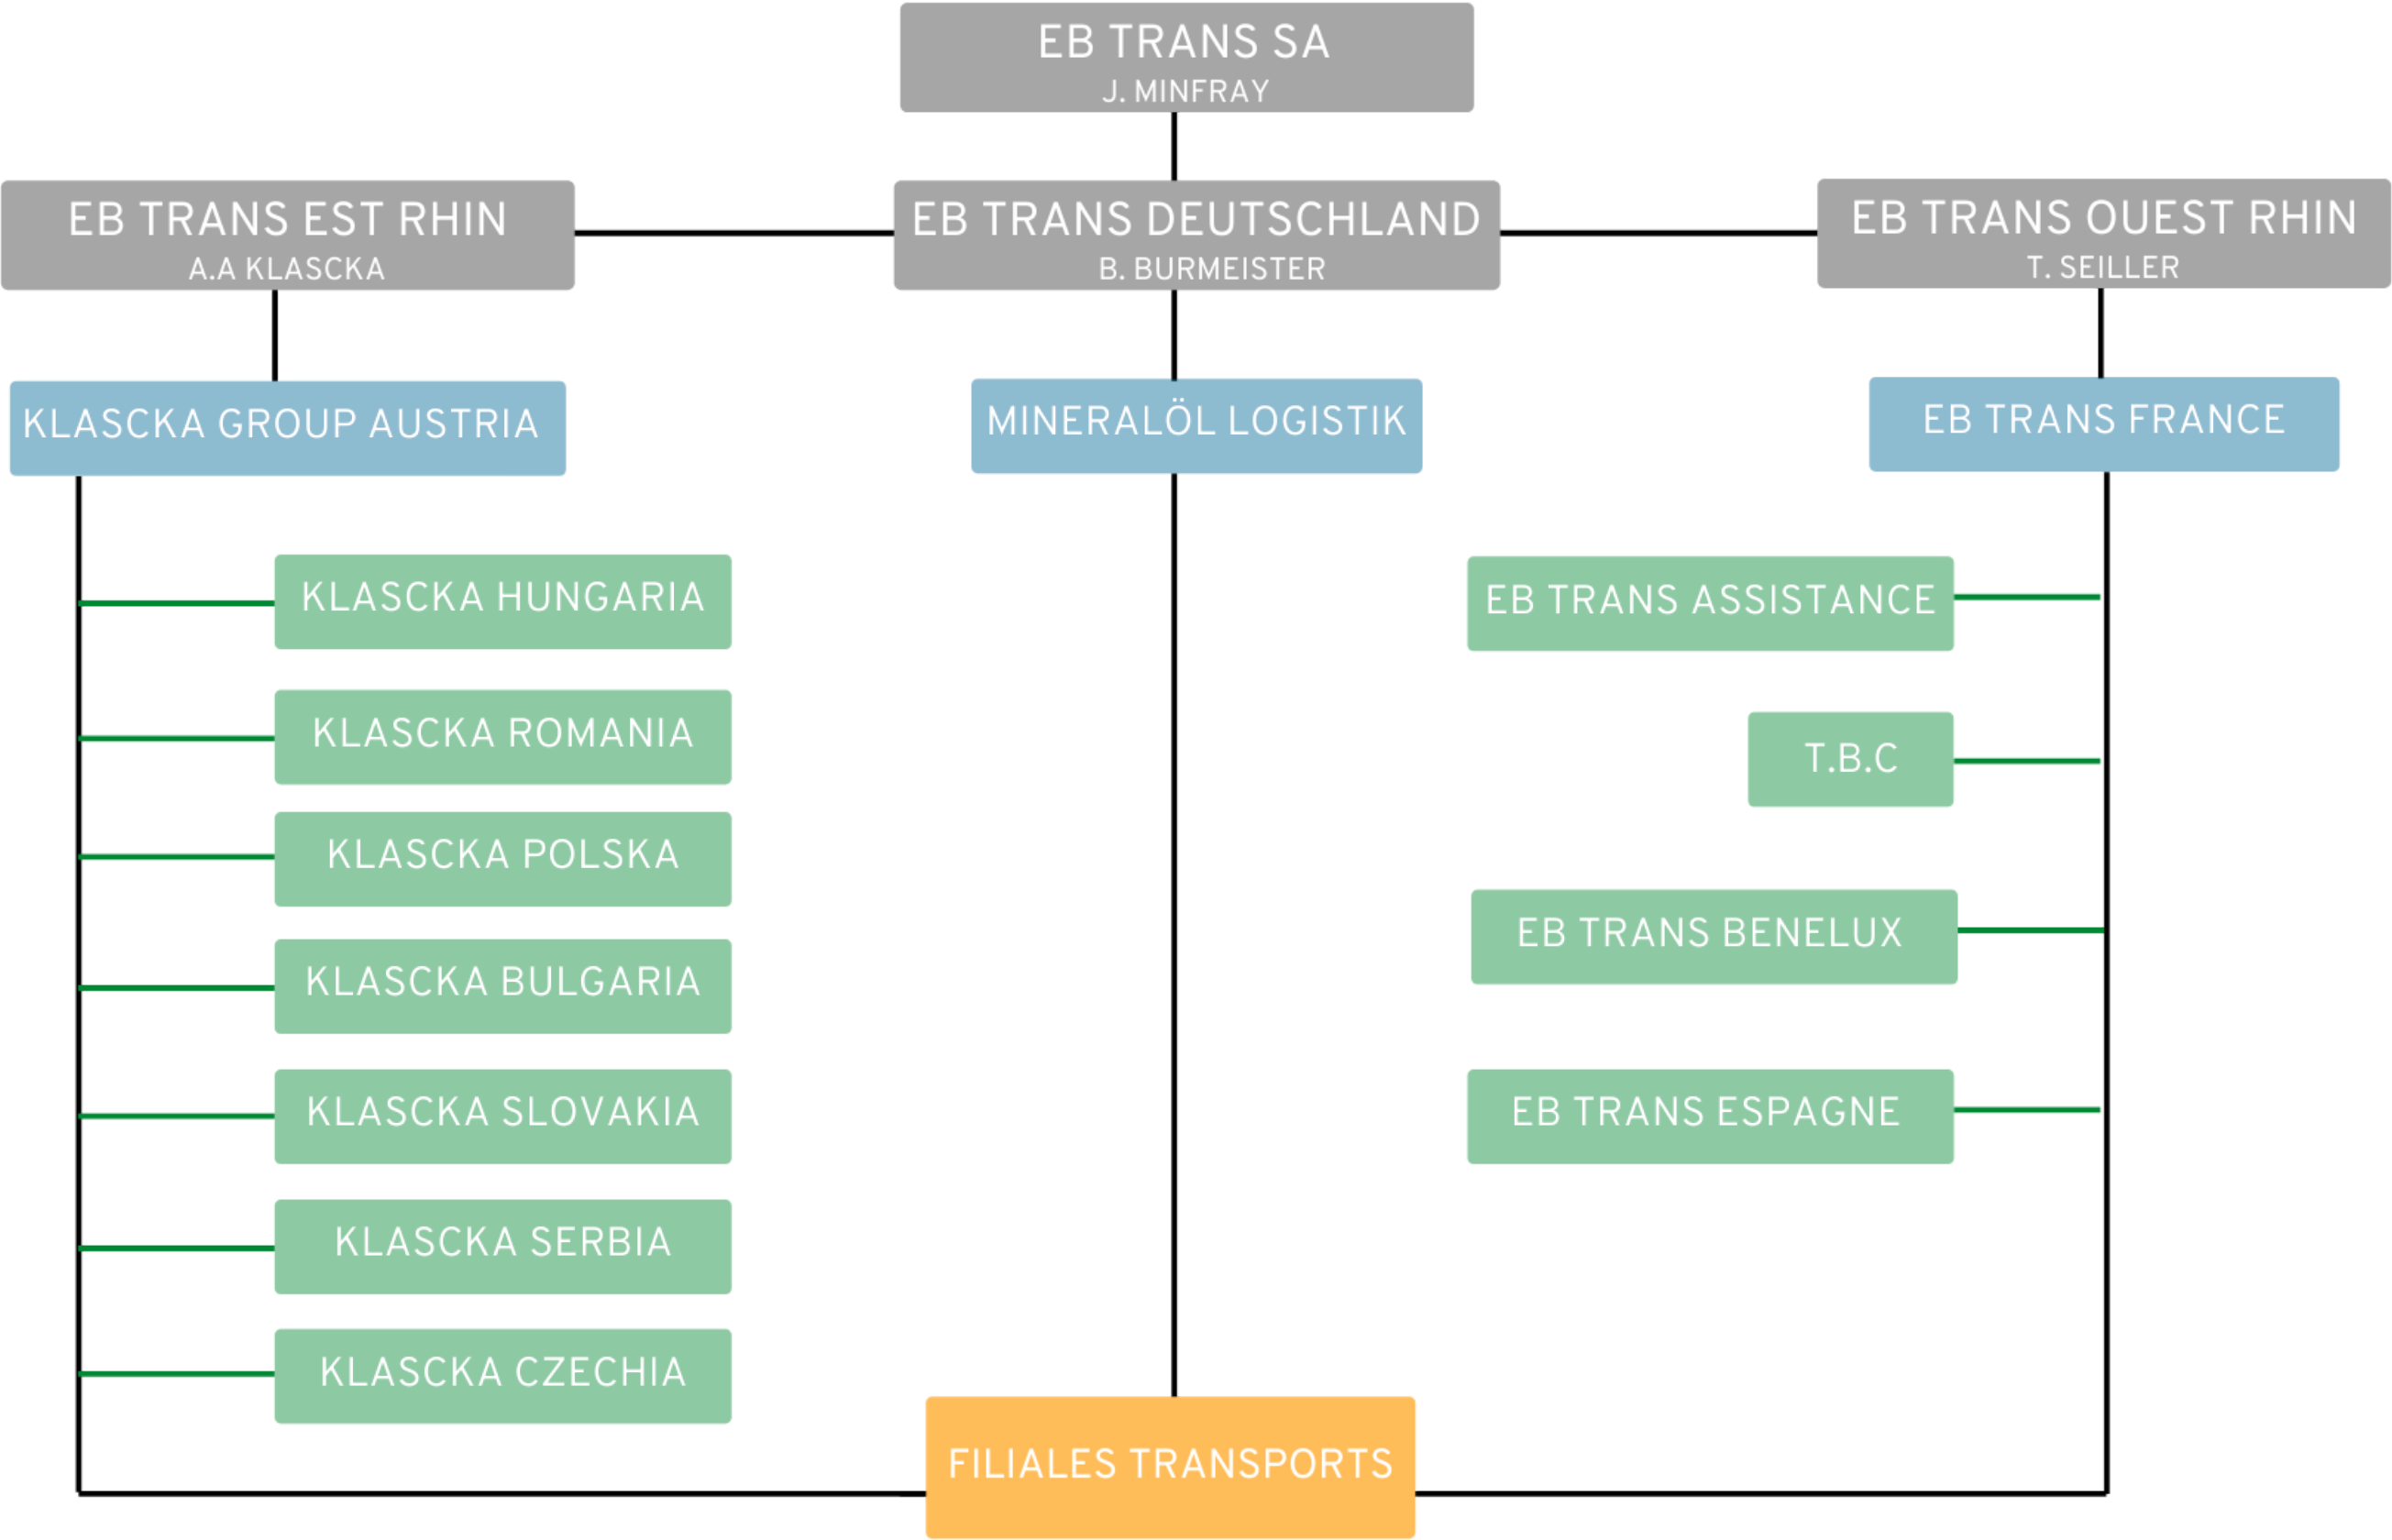 EB TRANS SA
J. MINFRAY
EB TRANS EST RHIN
A.A KLASCKA
EB TRANS DEUTSCHLAND
B. BURMEISTER
EB TRANS OUEST RHIN
T. SEILLER
KLASCKA GROUP AUSTRIA
MINERALÖL LOGISTIK
EB TRANS FRANCE
KLASCKA HUNGARIA
KLASCKA ROMANIA
KLASCKA POLSKA
KLASCKA BULGARIA
KLASCKA SLOVAKIA
KLASCKA SERBIA
KLASCKA CZECHIA
EB TRANS ASSISTANCE
T.B.C
EB TRANS BENELUX
EB TRANS ESPAGNE
FILIALES TRANSPORTS